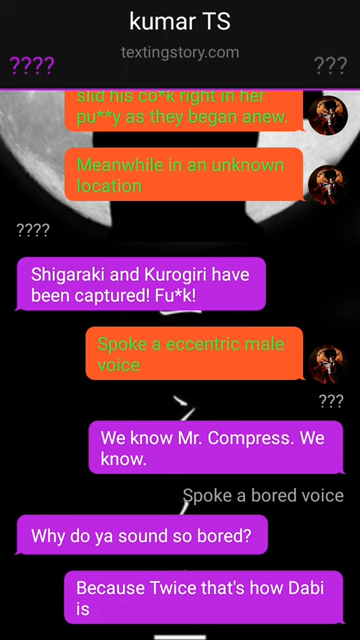 kumar TS
textingstory.com
????
???
slid his co*k right in her
pu**y as they began anew.
Meanwhile in an unknown
location
????
Shigaraki and Kurogiri have
been captured! Fu*k!
Spoke a eccentric male
voice
???
We know Mr. Compress. We
know.
Spoke a bored voice
Why do ya sound so bored?
Because Twice that's how Dabi
is